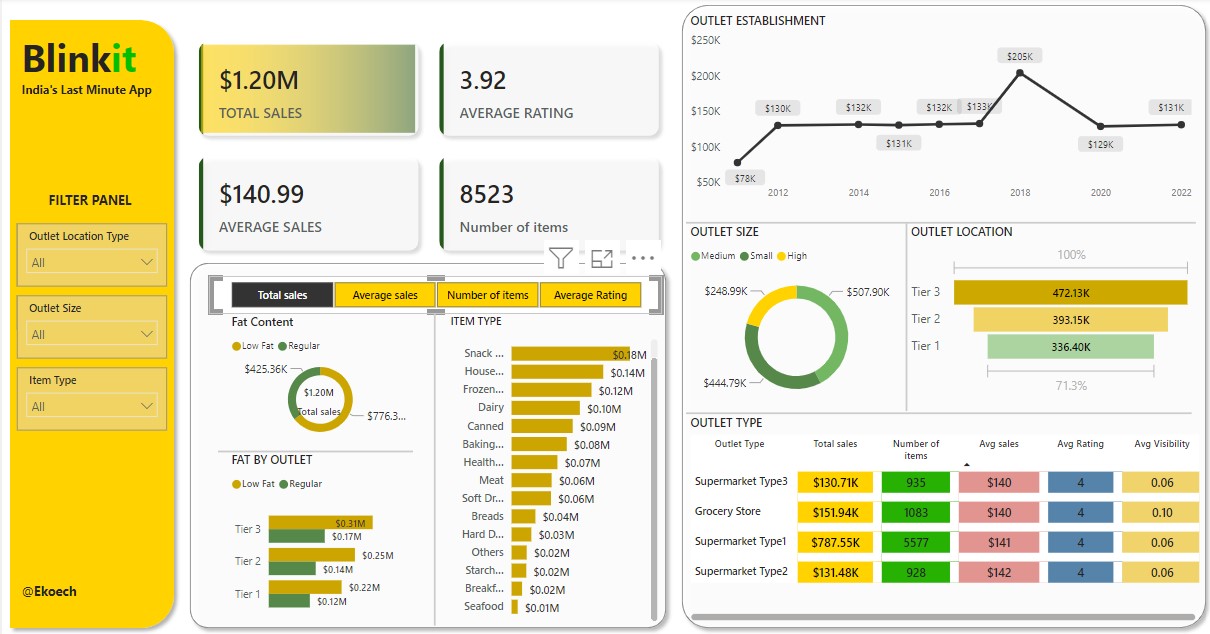 Blinkit
India's Last Minute App
FILTER PANEL
Outlet Location Type
All
Outlet Size
All
Item Type
All
@Ekoech
$1.20M
TOTAL SALES
3.92
AVERAGE RATING
$140.99
AVERAGE SALES
8523
Number of items
Total sales
Average sales
Number of items
Average Rating
Fat Content
Low Fat
Regular
$425.36K
$1.20M
Total sales
$776.3...
FAT BY OUTLET
Low Fat
Regular
Tier 3
$0.31M
$0.17M
Tier 2
$0.25M
$0.14M
Tier 1
$0.22M
$0.12M
ITEM TYPE
Snack ... $0.18M
House... $0.14M
Frozen... $0.12M
Dairy $0.10M
Canned $0.09M
Baking... $0.08M
Health... $0.07M
Meat $0.06M
Soft Dr... $0.06M
Breads $0.04M
Hard D... $0.03M
Others $0.02M
Starch... $0.02M
Breakf... $0.02M
Seafood $0.01M
OUTLET ESTABLISHMENT
$250K
$200K
$150K
$100K
$50K
$78K
$130K
$132K
$131K
$132K
$133K
$205K
$129K
$131K
2012 2014 2016 2018 2020 2022
OUTLET SIZE
Medium Small High
$248.99K
$507.90K
$444.79K
OUTLET LOCATION
100%
Tier 3 472.13K
Tier 2 393.15K
Tier 1 336.40K
71.3%
OUTLET TYPE
Outlet Type Total sales Number of items Avg sales Avg Rating Avg Visibility
Supermarket Type3 $130.71K 935 $140 4 0.06
Grocery Store $151.94K 1083 $140 4 0.10
Supermarket Type1 $787.55K 5577 $141 4 0.06
Supermarket Type2 $131.48K 928 $142 4 0.06